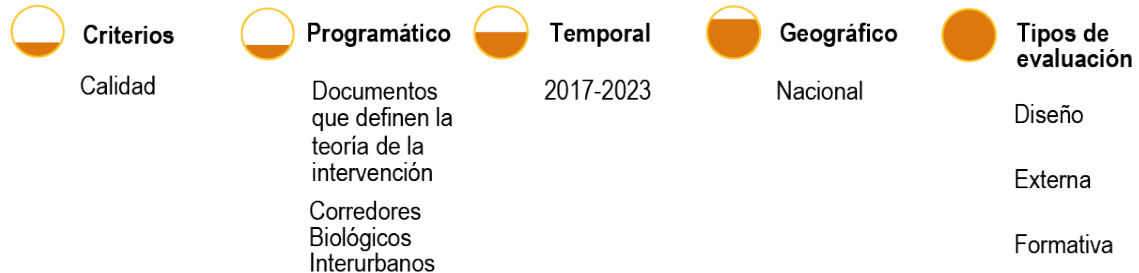 Criterios
Calidad
Programático
Documentos
que definen la
teoría de la
intervención
Corredores
Biológicos
Interurbanos
Temporal
2017-2023
Geográfico
Nacional
Tipos de
evaluación
Diseño
Externa
Formativa